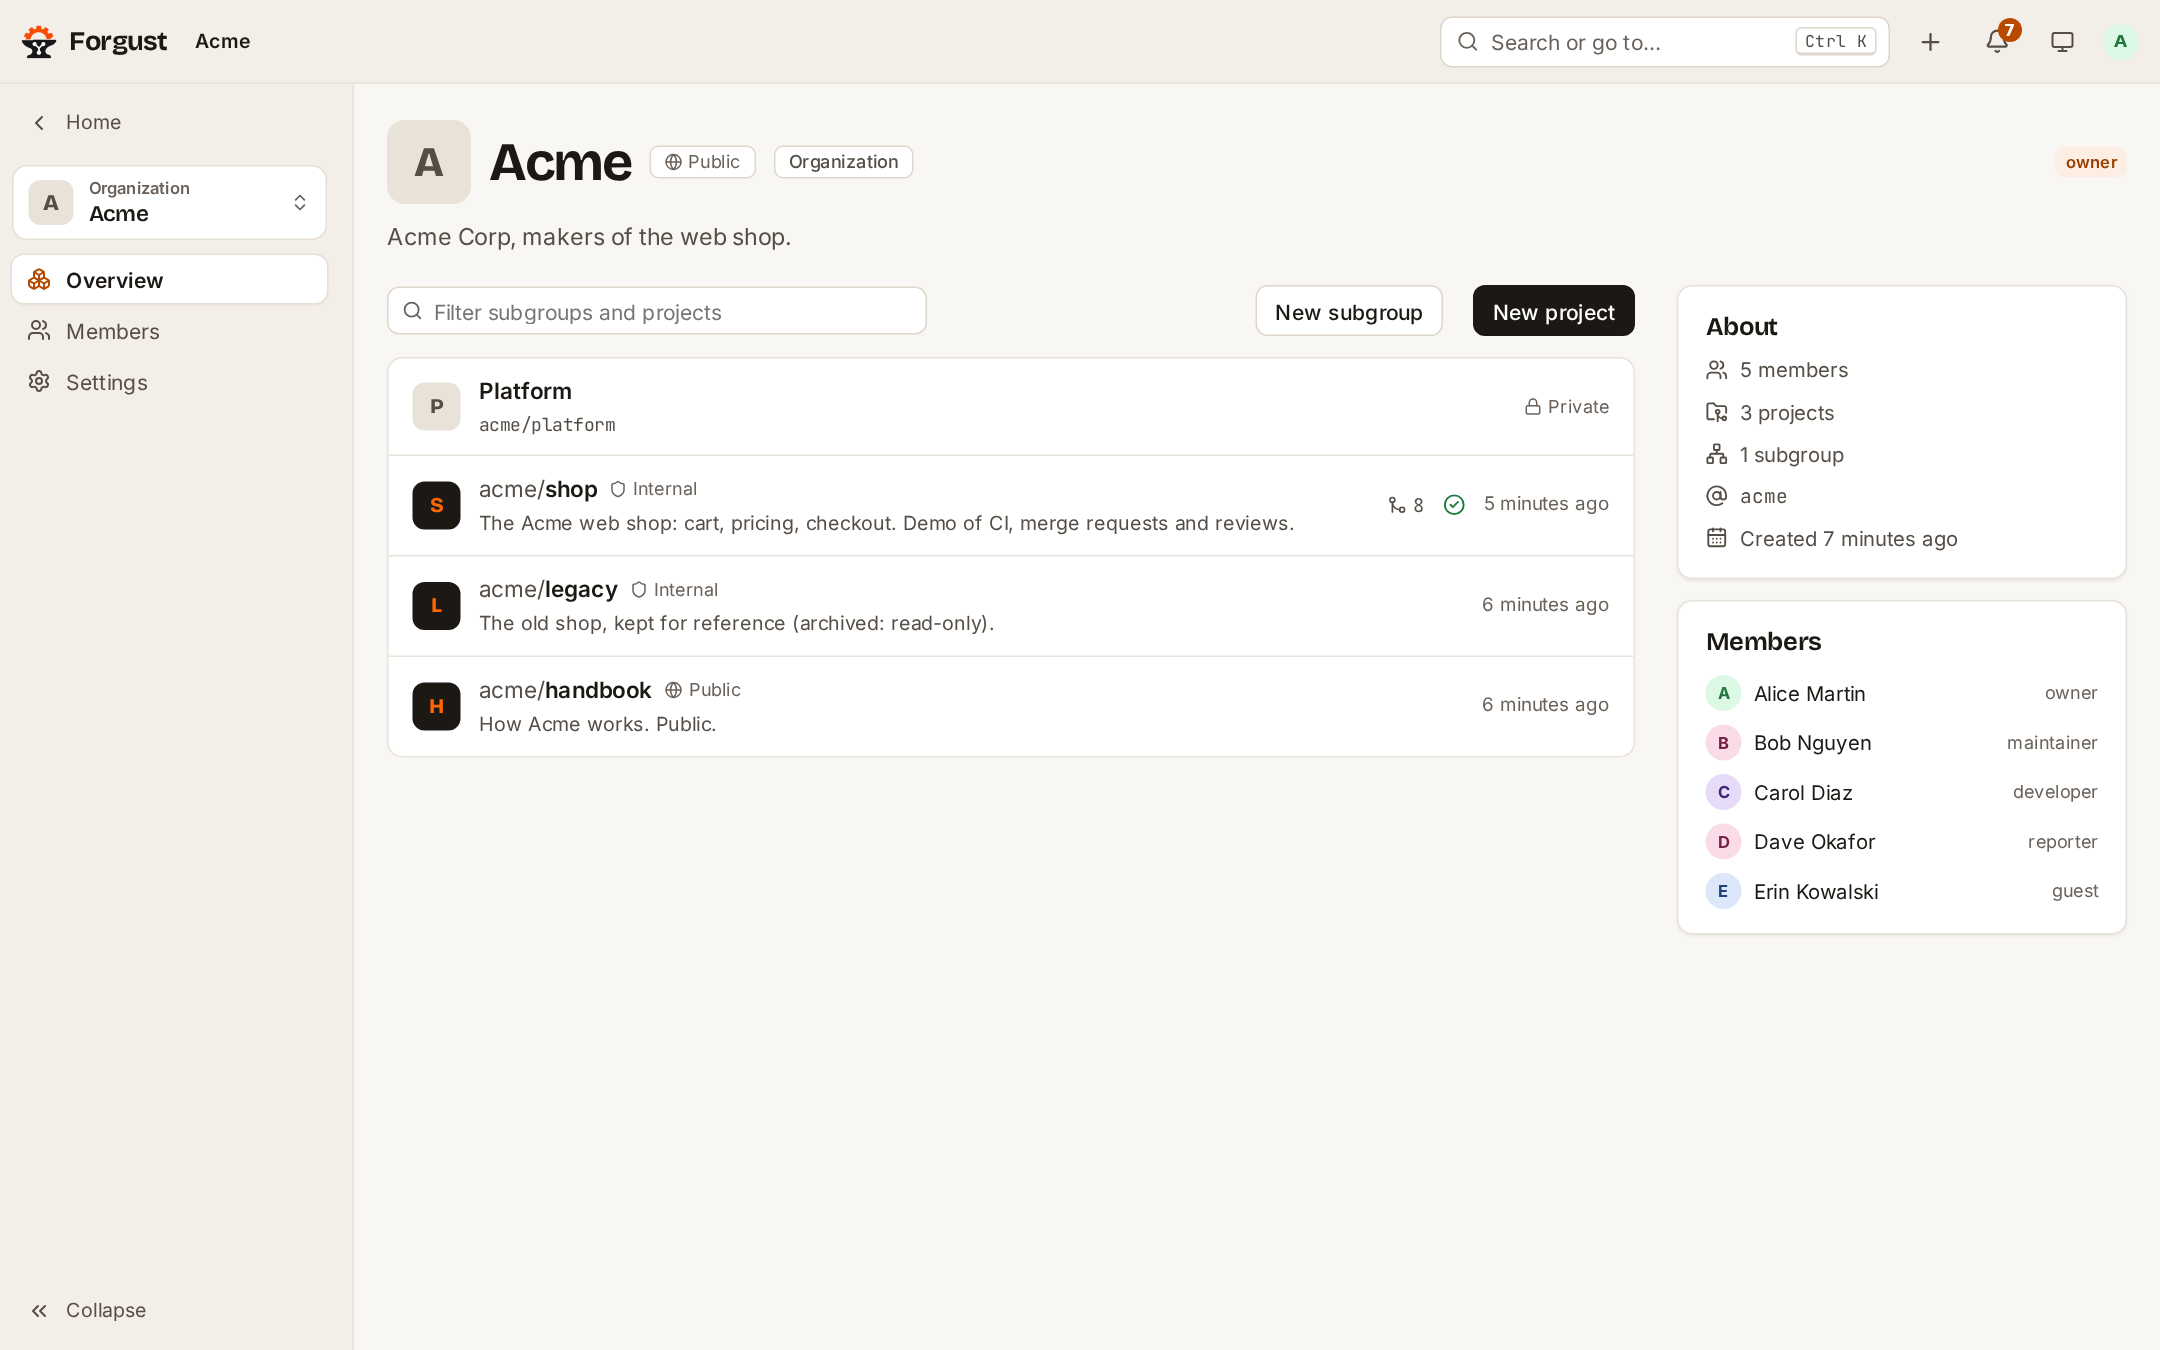 Forgust
Acme
Search or go to...
Ctrl K
7
A
Home
A
Organization
Acme
Overview
Members
Settings
Collapse
A
Acme
Public
Organization
owner
Acme Corp, makers of the web shop.
Filter subgroups and projects
New subgroup
New project
P
Platform
acme/platform
Private
S
acme/shop
Internal
The Acme web shop: cart, pricing, checkout. Demo of CI, merge requests and reviews.
8
5 minutes ago
L
acme/legacy
Internal
The old shop, kept for reference (archived: read-only).
6 minutes ago
H
acme/handbook
Public
How Acme works. Public.
6 minutes ago
About
5 members
3 projects
1 subgroup
acme
Created 7 minutes ago
Members
A
Alice Martin
owner
B
Bob Nguyen
maintainer
C
Carol Diaz
developer
D
Dave Okafor
reporter
E
Erin Kowalski
guest